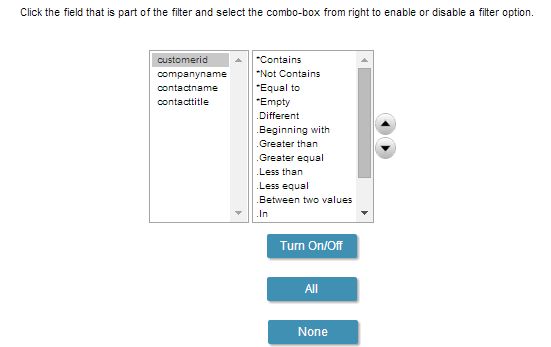 Click the field that is part of the filter and select the combo-box from right to enable or disable a filter option.
customerid
companyname
contactname
contacttitle
*Contains
*Not Contains
*Equal to
*Empty
.Different
.Beginning with
.Greater than
.Greater equal
.Less than
.Less equal
.Between two values
.In
Turn On/Off
All
None